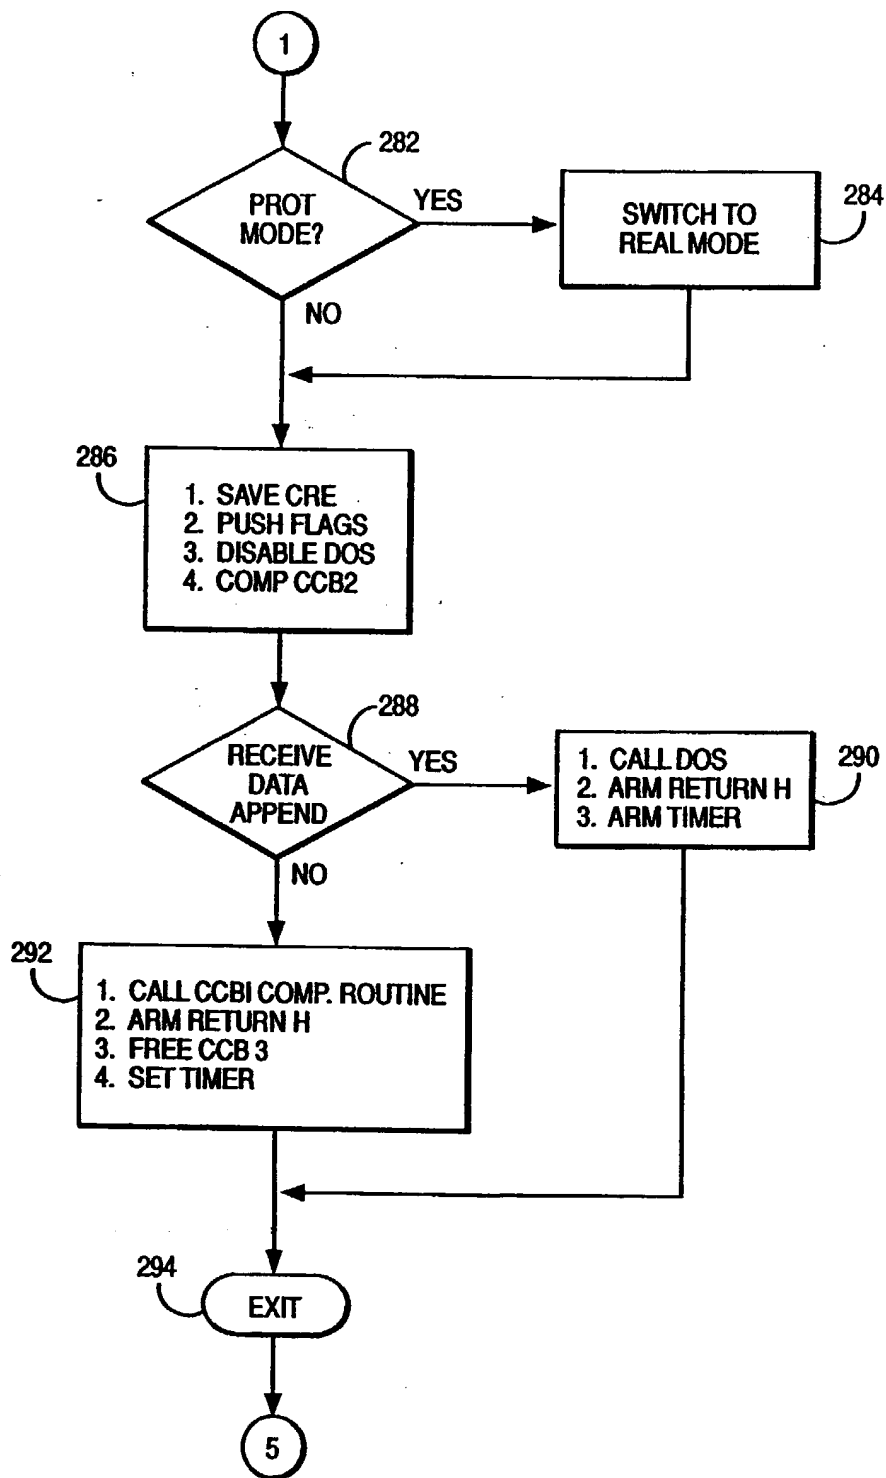 1
282
PROT
MODE?
YES
SWITCH TO
REAL MODE
284
NO
286
1. SAVE CRE
2. PUSH FLAGS
3. DISABLE DOS
4. COMP CCB2
288
RECEIVE
DATA
APPEND
YES
1. CALL DOS
2. ARM RETURN H
3. ARM TIMER
290
NO
292
1. CALL CCBI COMP. ROUTINE
2. ARM RETURN H
3. FREE CCB 3
4. SET TIMER
294
EXIT
5